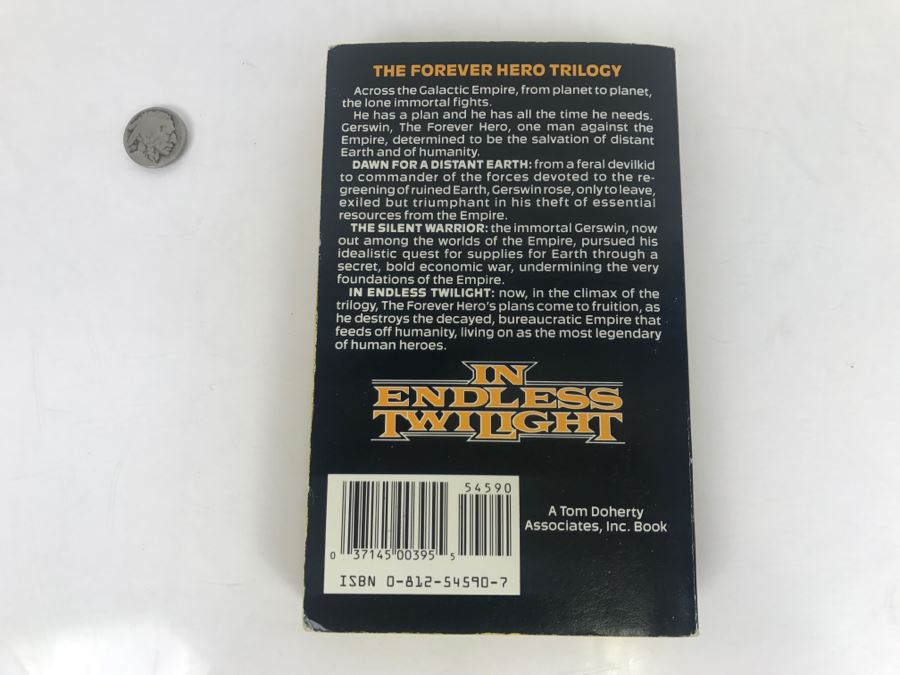 THE FOREVER HERO TRILOGY
Across the Galactic Empire, from planet to planet,
the lone immortal fights.
He has a plan and he has all the time he needs.
Gerswin, The Forever Hero, one man against the
Empire, determined to be the salvation of distant
Earth and of humanity.
DAWN FOR A DISTANT EARTH: from a feral devilkid
to commander of the forces devoted to the re-
greening of ruined Earth, Gerswin rose, only to leave,
exiled but triumphant in his theft of essential
resources from the Empire.
THE SILENT WARRIOR: the immortal Gerswin, now
out among the worlds of the Empire, pursued his
idealistic quest for supplies for Earth through a
secret, bold economic war, undermining the very
foundations of the Empire.
IN ENDLESS TWILIGHT: now, in the climax of the
trilogy, The Forever Hero's plans come to fruition, as
he destroys the decayed, bureaucratic Empire that
feeds off humanity, living on as the most legendary
of human heroes.
IN
ENDLESS
TWILIGHT
54590
0 37145 00395 5
ISBN 0-812-54590-7
A Tom Doherty
Associates, Inc. Book